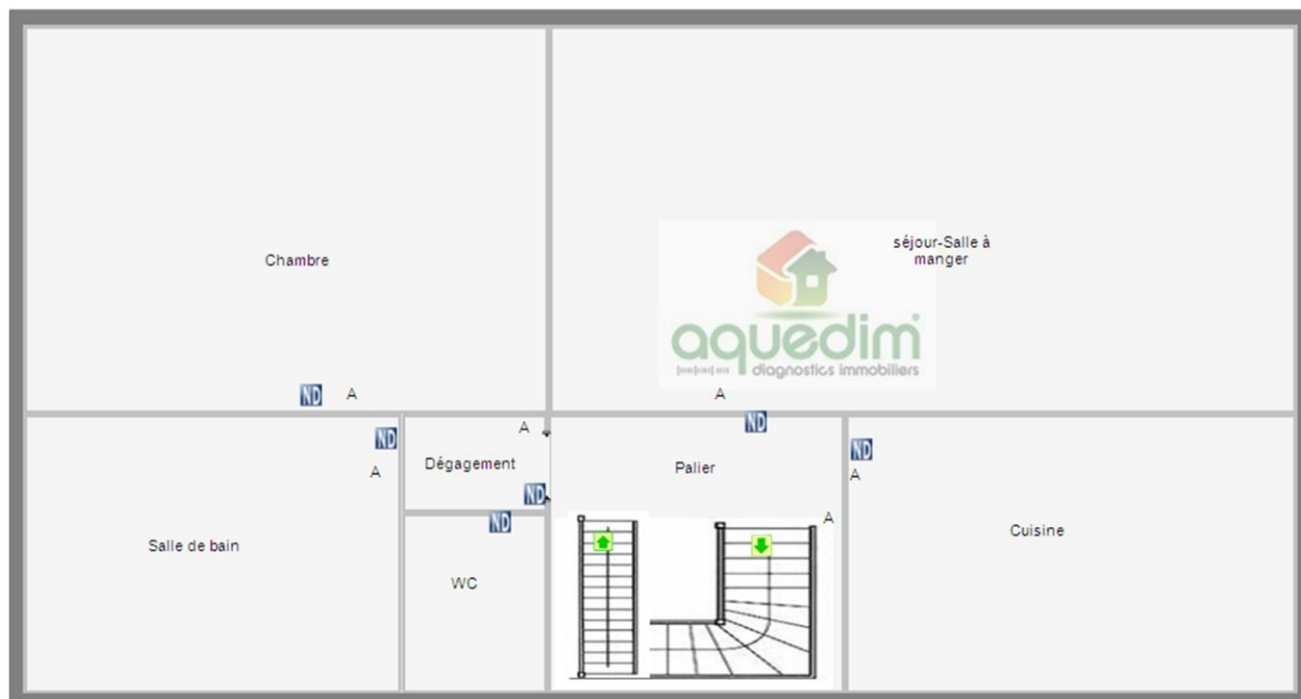 séjour-Salle à
manger
Chambre
aquedim
diagnostics immobiliers
ND
A
A
ND
ND
A
A
Dégagement
Palier
ND
A
ND
ND
A
Salle de bain
Cuisine
WC